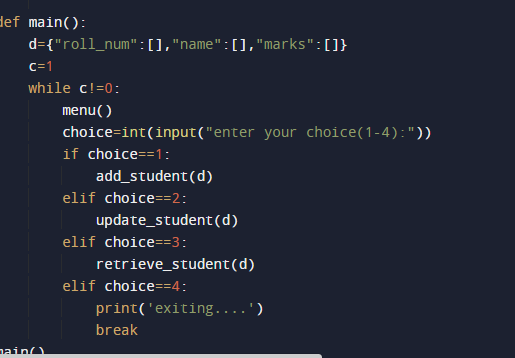 def main():
    d={"roll_num":[],"name":[],"marks":[]}
    c=1
    while c!=0:
        menu()
        choice=int(input("enter your choice(1-4):"))
        if choice==1:
            add_student(d)
        elif choice==2:
            update_student(d)
        elif choice==3:
            retrieve_student(d)
        elif choice==4:
            print('exiting....')
            break
main()